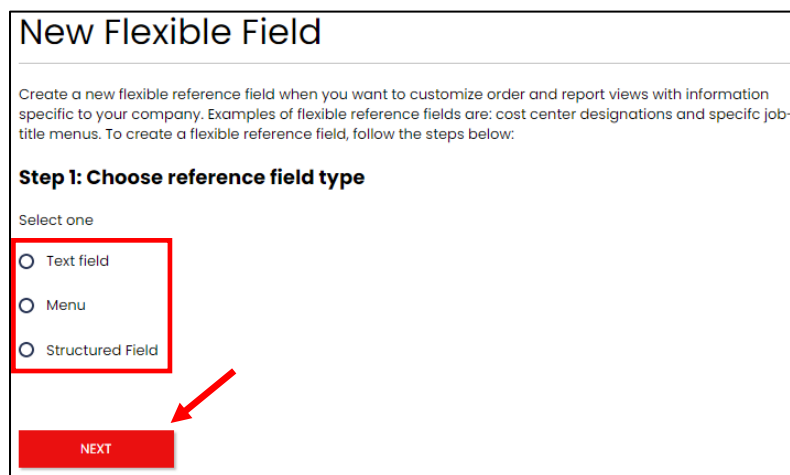 New Flexible Field
Create a new flexible reference field when you want to customize order and report views with information
specific to your company. Examples of flexible reference fields are: cost center designations and specifc job-
title menus. To create a flexible reference field, follow the steps below:
Step 1: Choose reference field type
Select one
Text field
Menu
Structured Field
NEXT